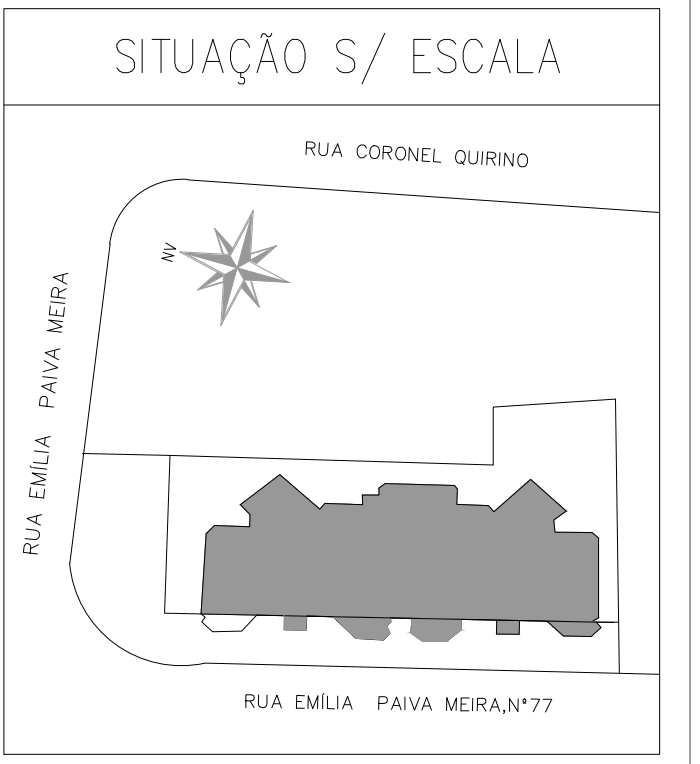 SITUAÇÃO S/ ESCALA
RUA CORONEL QUIRINO
NV
RUA EMÍLIA PAIVA MEIRA
RUA EMÍLIA PAIVA MEIRA,N°77